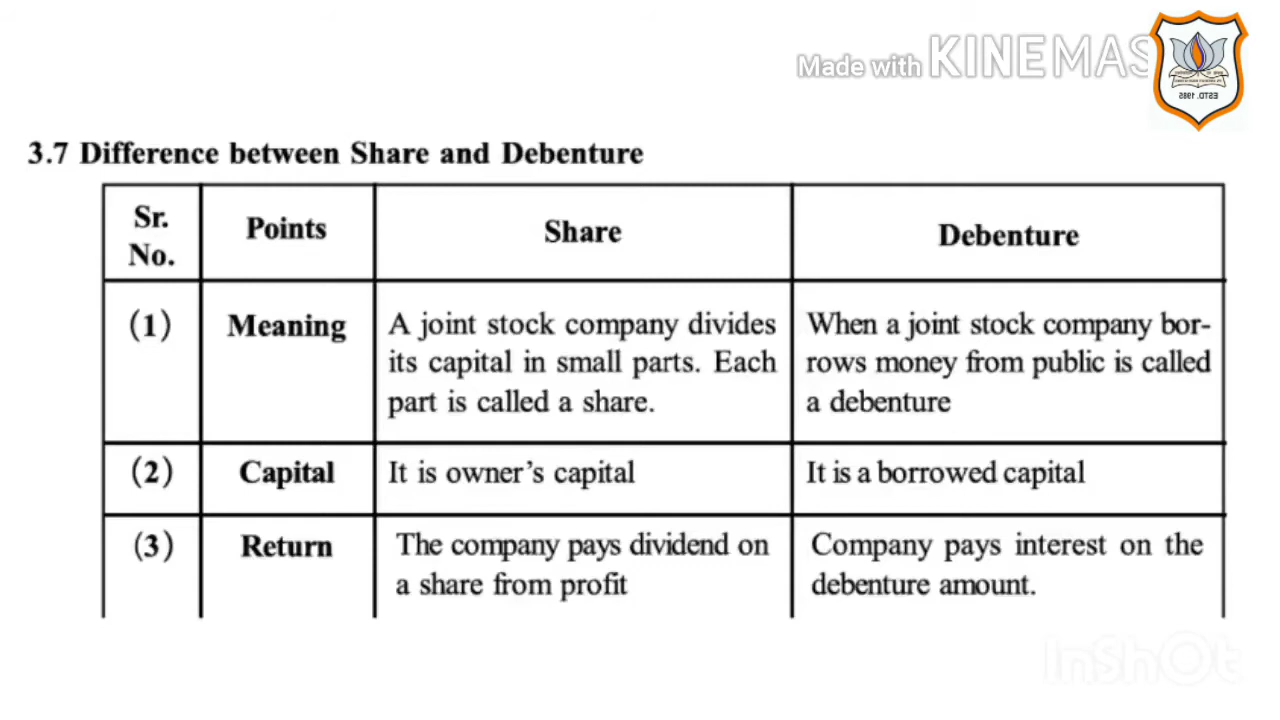 Made with KINEMAS
ESTD. 1985
3.7 Difference between Share and Debenture
Sr. No.
Points
Share
Debenture
(1)
Meaning
A joint stock company divides
its capital in small parts. Each
part is called a share.
When a joint stock company bor-
rows money from public is called
a debenture
(2)
Capital
It is owner’s capital
It is a borrowed capital
(3)
Return
The company pays dividend on
a share from profit
Company pays interest on the
debenture amount.
InShOt